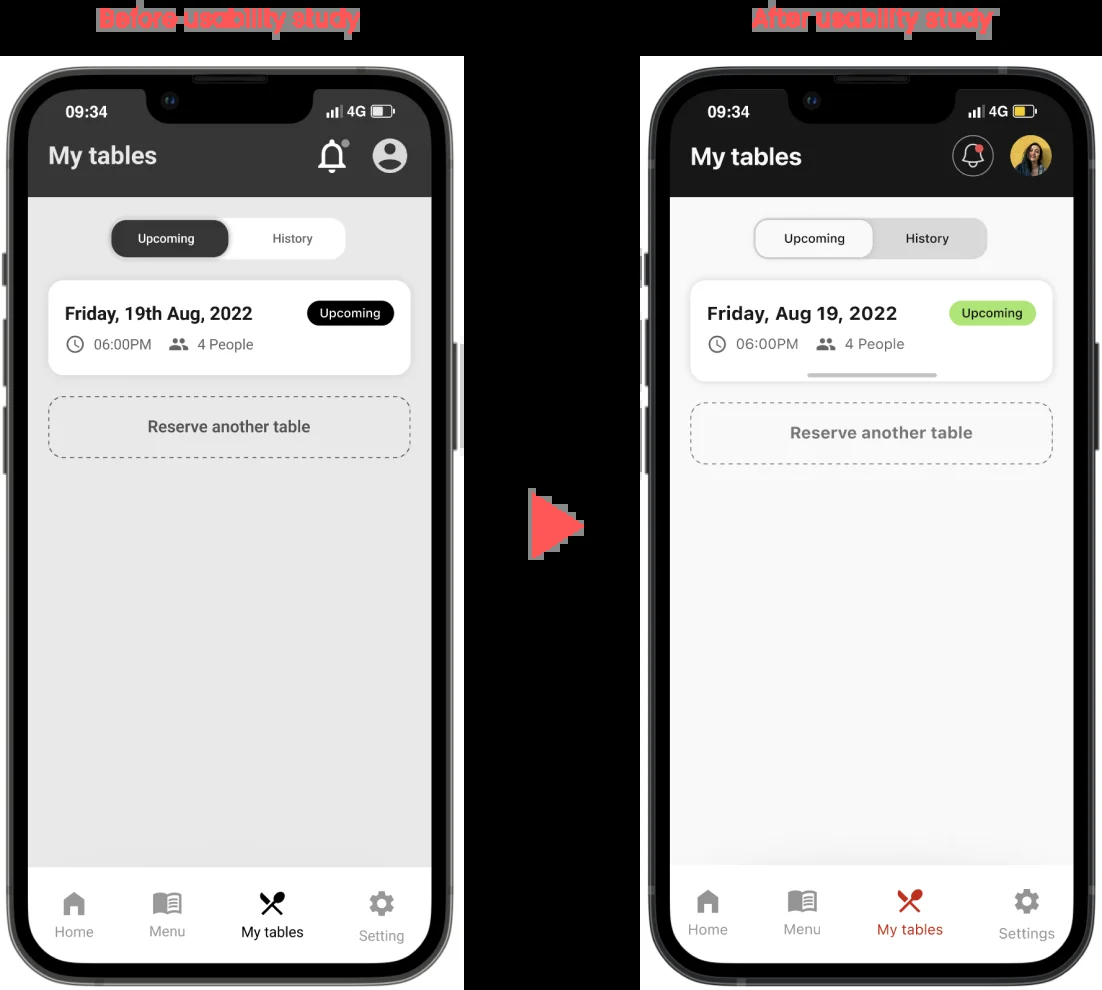 Before usability study
After usability study
09:34
4G
My tables
Upcoming
History
Friday, 19th Aug, 2022
Upcoming
06:00PM
4 People
Reserve another table
Home
Menu
My tables
Setting
09:34
4G
My tables
Upcoming
History
Friday, Aug 19, 2022
Upcoming
06:00PM
4 People
Reserve another table
Home
Menu
My tables
Settings